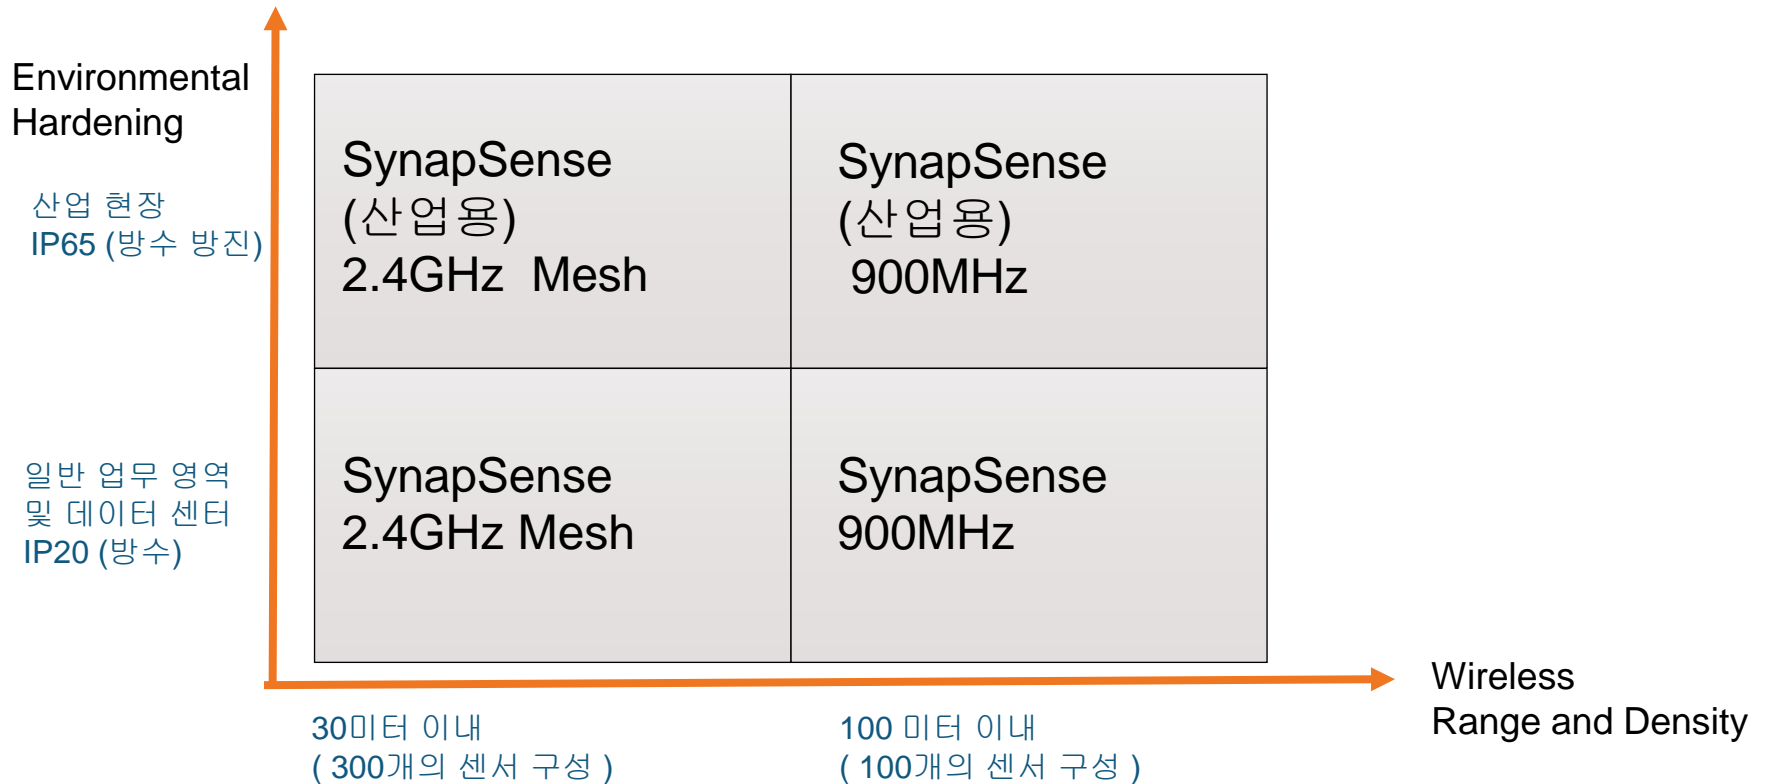 Environmental
Hardening
산업 현장
IP65 (방수 방진)
SynapSense
(산업용)
2.4GHz  Mesh
SynapSense
(산업용)
900MHz
일반 업무 영역
및 데이터 센터
IP20 (방수)
SynapSense
2.4GHz Mesh
SynapSense
900MHz
30미터 이내
( 300개의 센서 구성 )
100 미터 이내
( 100개의 센서 구성 )
Wireless
Range and Density